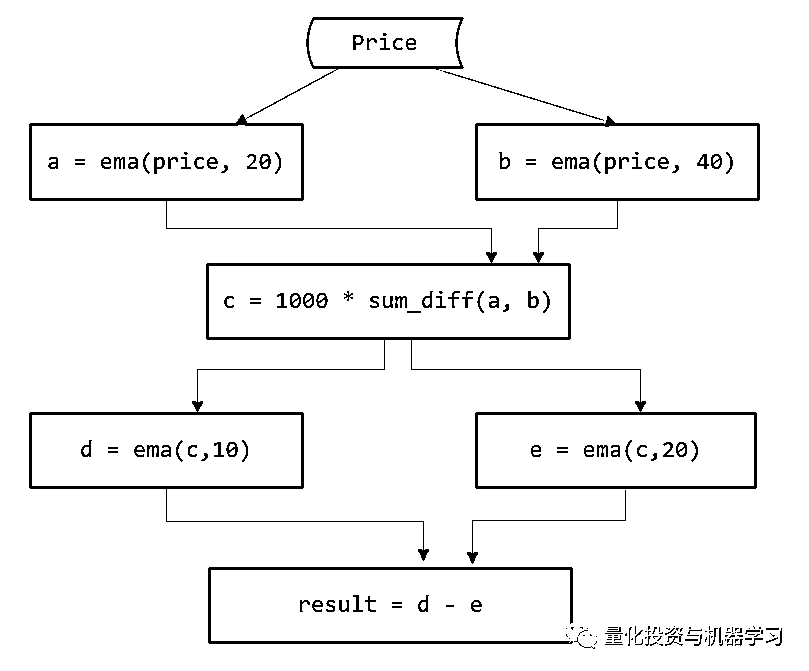 Price
a = ema(price, 20)
b = ema(price, 40)
c = 1000 * sum_diff(a, b)
d = ema(c,10)
e = ema(c,20)
result = d - e
量化投资与机器学习